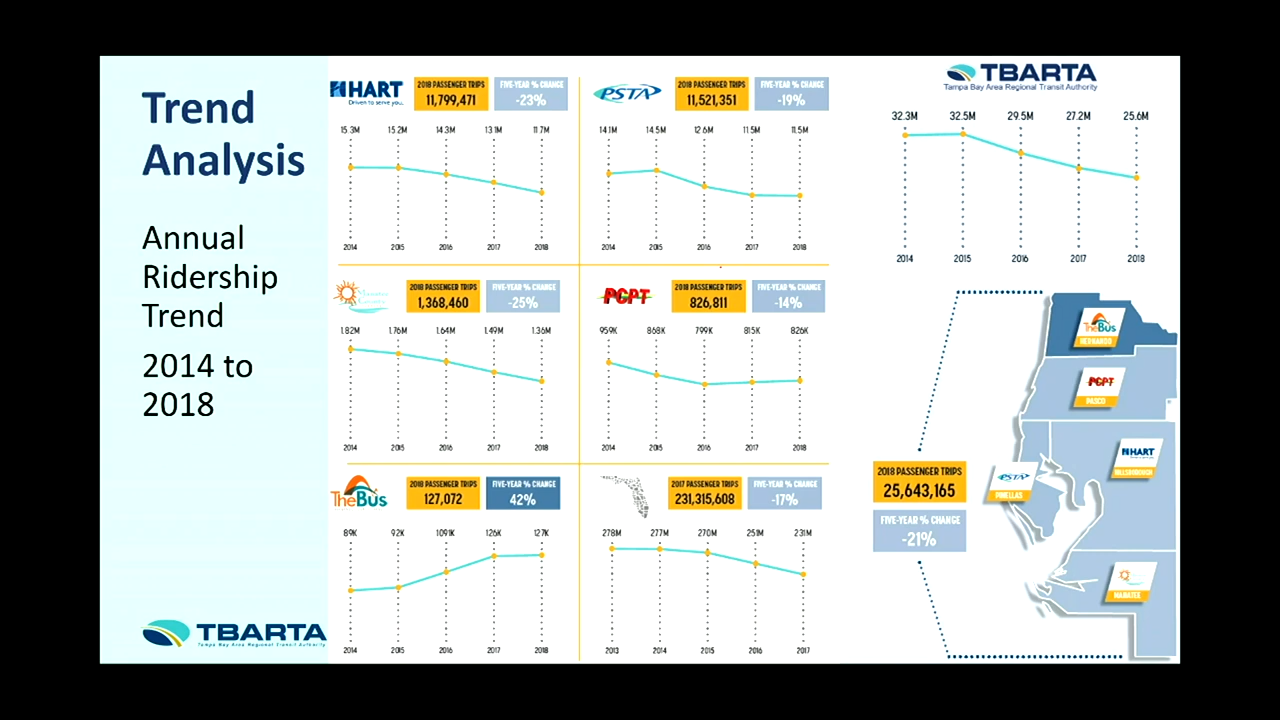 Trend
Analysis
Annual
Ridership
Trend
2014 to
2018
TBARTA
Tampa Bay Area Regional Transit Authority
HART
Driven to serve you.
2018 PASSENGER TRIPS
11,799,471
FIVE-YEAR % CHANGE
-23%
15.3M 15.2M 14.3M 13.1M 11.7M
2014 2015 2016 2017 2018
PSTA
2018 PASSENGER TRIPS
11,521,351
FIVE-YEAR % CHANGE
-19%
14.1M 14.5M 12.6M 11.5M 11.5M
2014 2015 2016 2017 2018
2018 PASSENGER TRIPS
1,368,460
FIVE-YEAR % CHANGE
-25%
1.82M 1.76M 1.64M 1.49M 1.36M
2014 2015 2016 2017 2018
PCPT
2018 PASSENGER TRIPS
826,811
FIVE-YEAR % CHANGE
-14%
959K 868K 799K 815K 826K
2014 2015 2016 2017 2018
TheBus
2018 PASSENGER TRIPS
127,072
FIVE-YEAR % CHANGE
42%
89K 92K 1091K 126K 127K
2014 2015 2016 2017 2018
2017 PASSENGER TRIPS
231,315,608
FIVE-YEAR % CHANGE
-17%
278M 277M 270M 251M 231M
2013 2014 2015 2016 2017
TBARTA
Tampa Bay Area Regional Transit Authority
32.3M 32.5M 29.5M 27.2M 25.6M
2014 2015 2016 2017 2018
TheBus
HERNANDO
PCPT
PASCO
HART
HILLSBOROUGH
PSTA
PINELLAS
MANATEE
2018 PASSENGER TRIPS
25,643,165
FIVE-YEAR % CHANGE
-21%